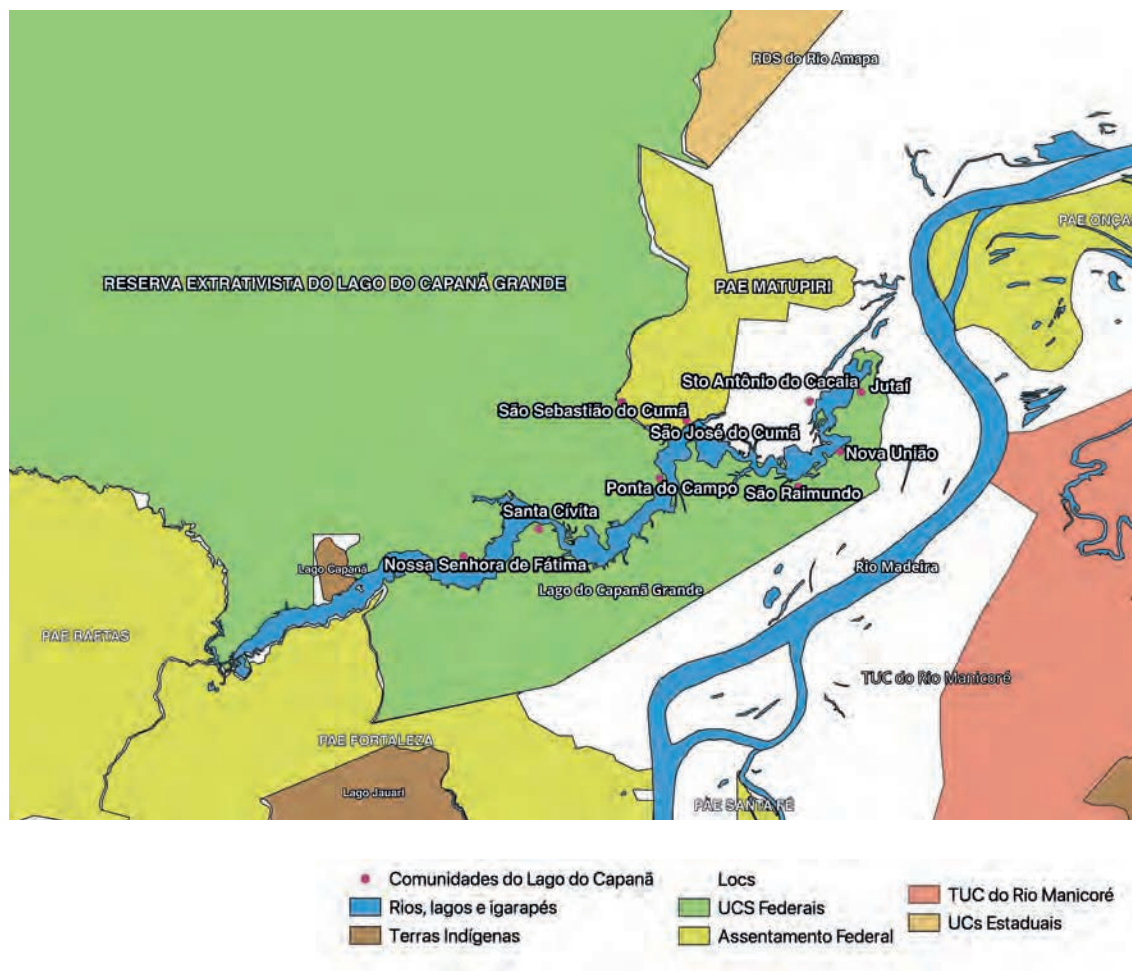 RDS do Rio Amapa
PAE ONÇA
RESERVA EXTRATIVISTA DO LAGO DO CAPANÃ GRANDE
PAE MATUPIRI
Sto Antônio do Caçaia
Jutaí
São Sebastião do Cumã
São José do Cumã
Nova União
Ponta do Campo
São Raimundo
Santa Cívita
Lago Capanã
Nossa Senhora de Fátima
Rio Madeira
Lago do Capanã Grande
PAE BAETAS
TUC do Rio Manicoré
PAE FORTALEZA
Lago Jauari
PAE SANTA FÉ
Comunidades do Lago do Capanã
Rios, lagos e igarapés
Terras Indígenas
Locs
UCS Federais
Assentamento Federal
TUC do Rio Manicoré
UCs Estaduais